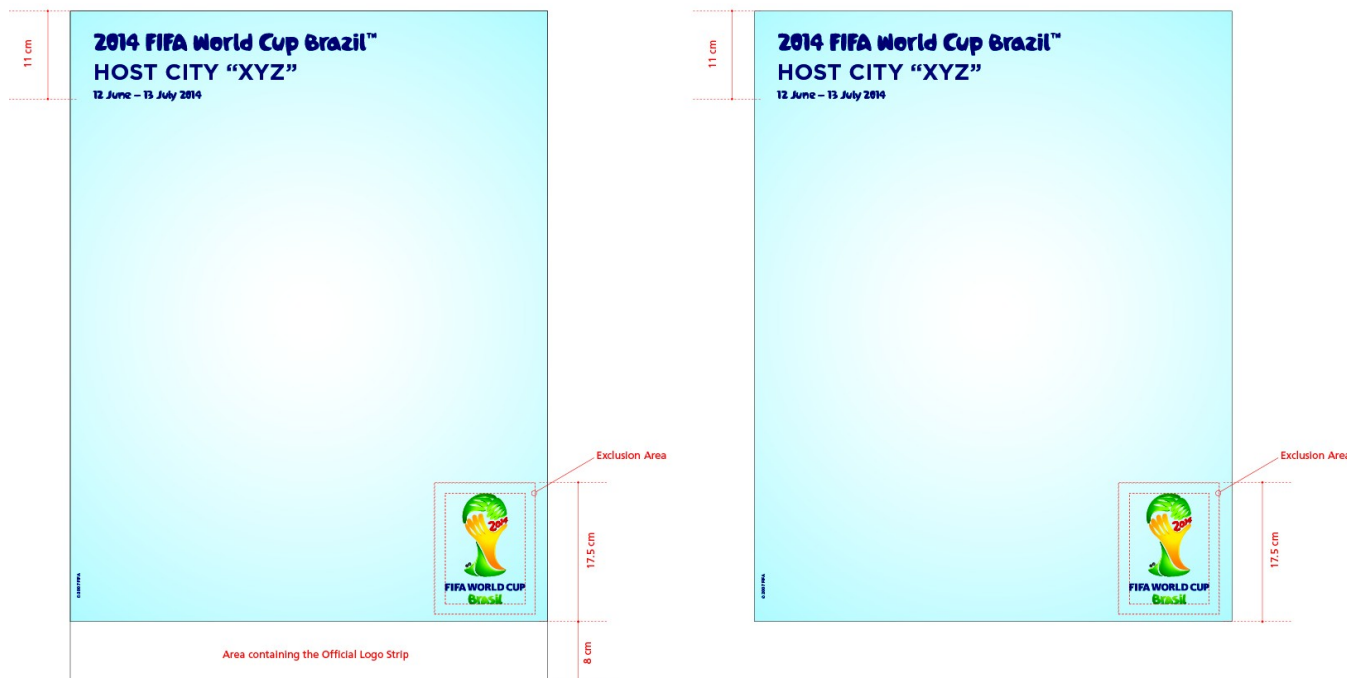 11 cm
2014 FIFA World Cup Brazil™
HOST CITY “XYZ”
12 June – 13 July 2014
Exclusion Area
2014
FIFA WORLD CUP
Brasil
17.5 cm
Area containing the Official Logo Strip
8 cm
11 cm
2014 FIFA World Cup Brazil™
HOST CITY “XYZ”
12 June – 13 July 2014
Exclusion Area
2014
FIFA WORLD CUP
Brasil
17.5 cm